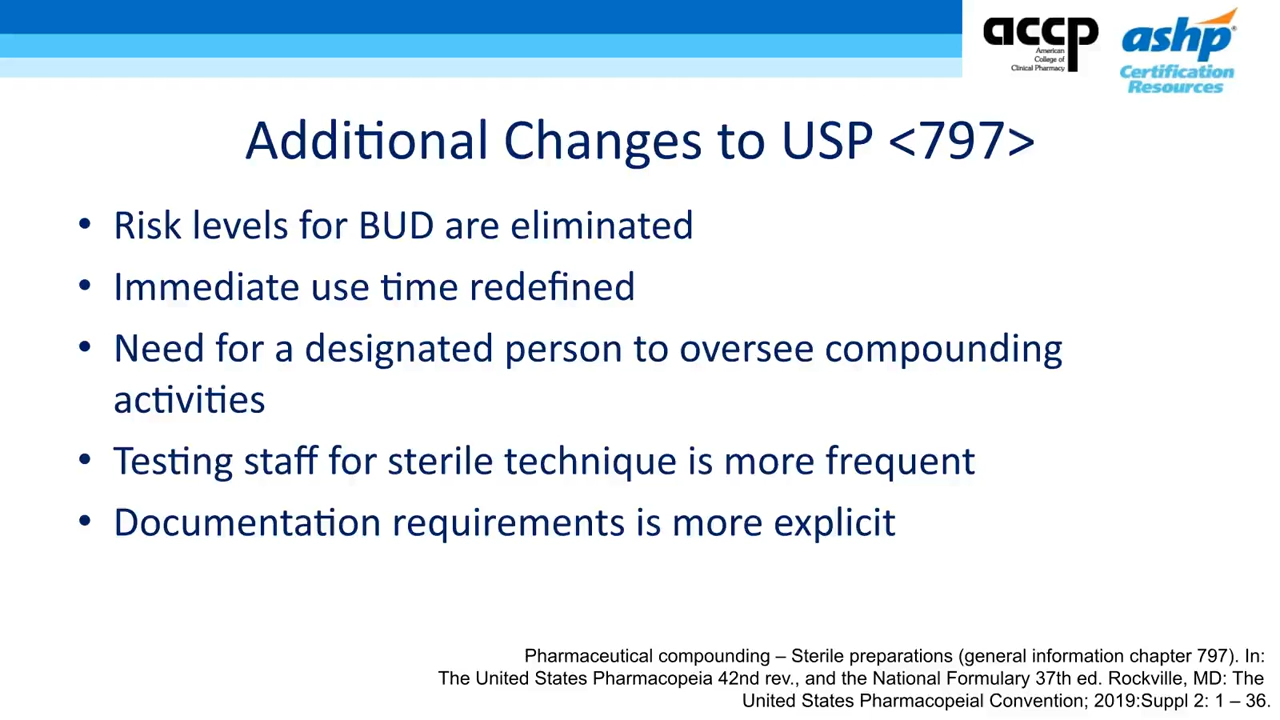 accp
American
College of
Clinical Pharmacy
ashp®
Certification
Resources
Additional Changes to USP <797>
• Risk levels for BUD are eliminated
• Immediate use time redefined
• Need for a designated person to oversee compounding
activities
• Testing staff for sterile technique is more frequent
• Documentation requirements is more explicit
Pharmaceutical compounding – Sterile preparations (general information chapter 797). In:
The United States Pharmacopeia 42nd rev., and the National Formulary 37th ed. Rockville, MD: The
United States Pharmacopeial Convention; 2019:Suppl 2: 1 – 36.